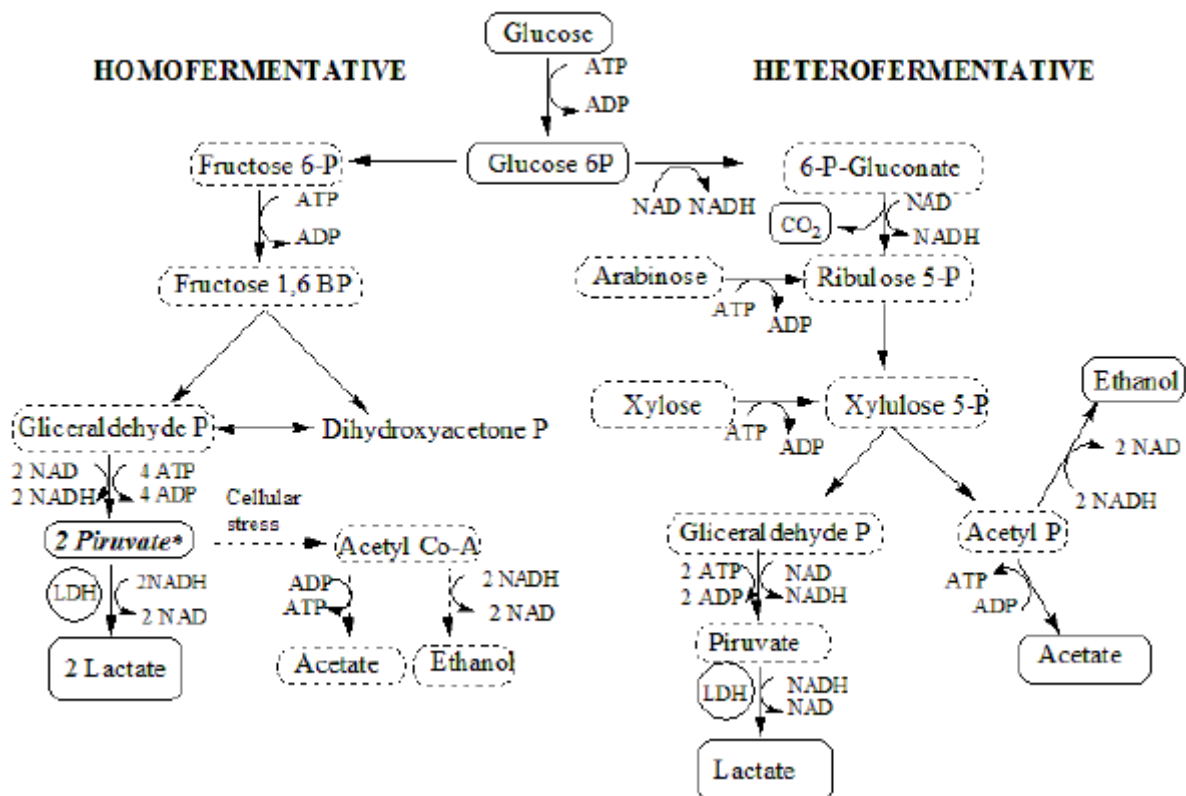 Glucose
HOMOFERMENTATIVE
ATP
HETEROFERMENTATIVE
ADP
Fructose 6-P
Glucose 6P
6-P-Gluconate
ATP
NAD NADH
CO2
NAD
ADP
NADH
Fructose 1,6 BP
Arabinose
Ribulose 5-P
ATP
ADP
Ethanol
Xylose
Xylulose 5-P
Gliceraldehyde P
Dihydroxyacetone P
ATP
ADP
2 NAD
2 NAD
4 ATP
2 NADH
4 ADP
2 NADH
Cellular
stress
Gliceraldehyde P
Acetyl P
2 Piruvate*
Acetyl Co-A
2 ATP
NAD
ATP
LDH
2NADH
ADP
2 NADH
2 ADP
NADH
ADP
2 NAD
ATP
2 NAD
Piruvate
2 Lactate
Acetate
Ethanol
Acetate
LDH
NADH
NAD
Lactate